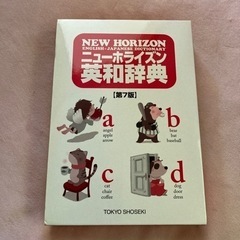 NEW HORIZON
ENGLISH-JAPANESE DICTIONARY
ニューホライズン
英和辞典
【第7版】
a
angel
apple
arrow
b
bear
bat
baseball
c
cat
chair
coffee
d
dog
door
dress
TOKYO SHOSEKI